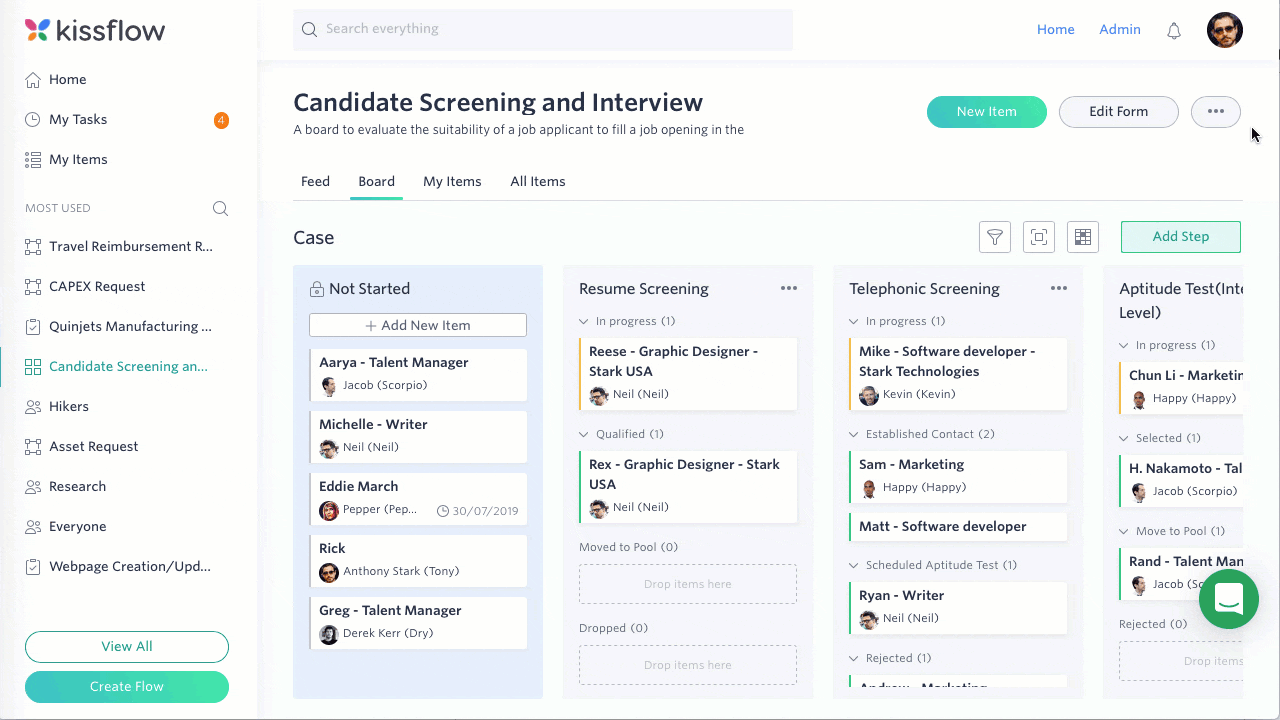 kissflow
Search everything
Home
Admin
Home
My Tasks
4
My Items
MOST USED
Travel Reimbursement R...
CAPEX Request
Quinjets Manufacturing ...
Candidate Screening an...
Hikers
Asset Request
Research
Everyone
Webpage Creation/Upd...
View All
Create Flow
Candidate Screening and Interview
A board to evaluate the suitability of a job applicant to fill a job opening in the
New Item
Edit Form
Feed
Board
My Items
All Items
Case
Add Step
Not Started
+ Add New Item
Aarya - Talent Manager
Jacob (Scorpio)
Michelle - Writer
Neil (Neil)
Eddie March
Pepper (Pep...
30/07/2019
Rick
Anthony Stark (Tony)
Greg - Talent Manager
Derek Kerr (Dry)
Resume Screening
In progress (1)
Reese - Graphic Designer -
Stark USA
Neil (Neil)
Qualified (1)
Rex - Graphic Designer - Stark
USA
Neil (Neil)
Moved to Pool (0)
Drop items here
Dropped (0)
Drop items here
Telephonic Screening
In progress (1)
Mike - Software developer -
Stark Technologies
Kevin (Kevin)
Established Contact (2)
Sam - Marketing
Happy (Happy)
Matt - Software developer
Scheduled Aptitude Test (1)
Ryan - Writer
Neil (Neil)
Rejected (1)
Andrew - Marketing
Aptitude Test(Inte
Level)
In progress (1)
Chun Li - Marketin
Happy (Happy)
Selected (1)
H. Nakamoto - Tal
Jacob (Scorpio)
Move to Pool (1)
Rand - Talent Man
Jacob (Sc
Rejected (0)
Drop items